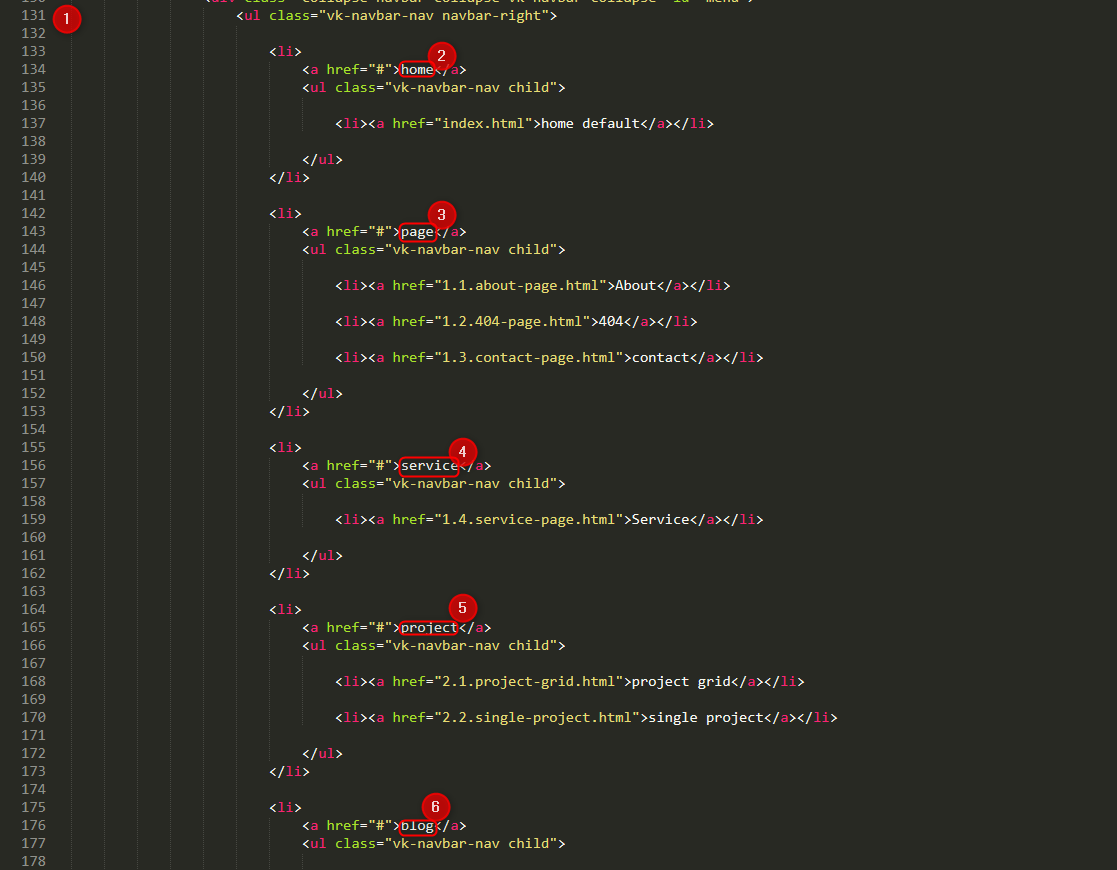 131 <ul class="vk-navbar-nav navbar-right">
1
132
133 <li>
2
134 <a href="#">home</a>
135 <ul class="vk-navbar-nav child">
136
137 <li><a href="index.html">home default</a></li>
138
139 </ul>
140 </li>
141
142 <li>
3
143 <a href="#">page</a>
144 <ul class="vk-navbar-nav child">
145
146 <li><a href="1.1.about-page.html">About</a></li>
147
148 <li><a href="1.2.404-page.html">404</a></li>
149
150 <li><a href="1.3.contact-page.html">contact</a></li>
151
152 </ul>
153 </li>
154
155 <li>
4
156 <a href="#">service</a>
157 <ul class="vk-navbar-nav child">
158
159 <li><a href="1.4.service-page.html">Service</a></li>
160
161 </ul>
162 </li>
163
164 <li>
5
165 <a href="#">project</a>
166 <ul class="vk-navbar-nav child">
167
168 <li><a href="2.1.project-grid.html">project grid</a></li>
169
170 <li><a href="2.2.single-project.html">single project</a></li>
171
172 </ul>
173 </li>
174
175 <li>
6
176 <a href="#">blog</a>
177 <ul class="vk-navbar-nav child">
178